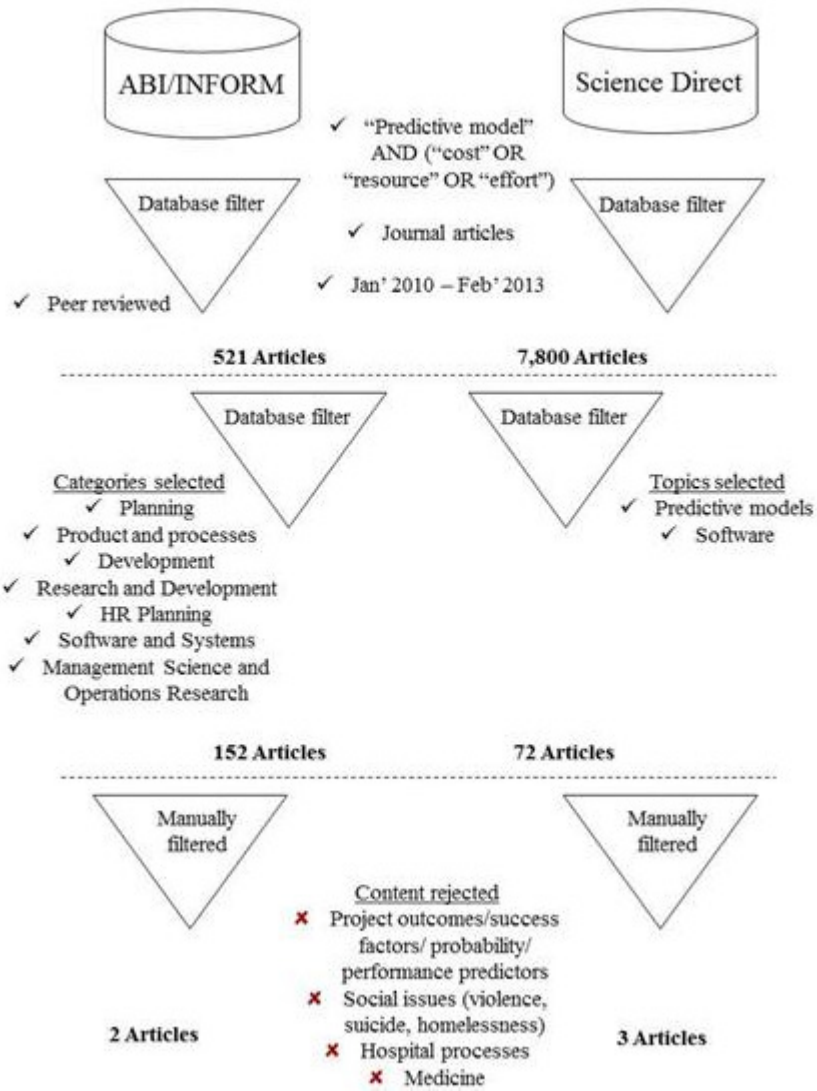 ABI/INFORM
Science Direct
✓ “Predictive model”
AND (“cost” OR
“resource” OR “effort”)
Database filter
Database filter
✓ Journal articles
✓ Jan’ 2010 – Feb’ 2013
✓ Peer reviewed
521 Articles
7,800 Articles
Database filter
Database filter
Categories selected
✓ Planning
✓ Product and processes
✓ Development
✓ Research and Development
✓ HR Planning
✓ Software and Systems
✓ Management Science and
Operations Research
Topics selected
✓ Predictive models
✓ Software
152 Articles
72 Articles
Manually
filtered
Manually
filtered
Content rejected
✘ Project outcomes/success
factors/ probability/
performance predictors
✘ Social issues (violence,
suicide, homelessness)
✘ Hospital processes
✘ Medicine
2 Articles
3 Articles